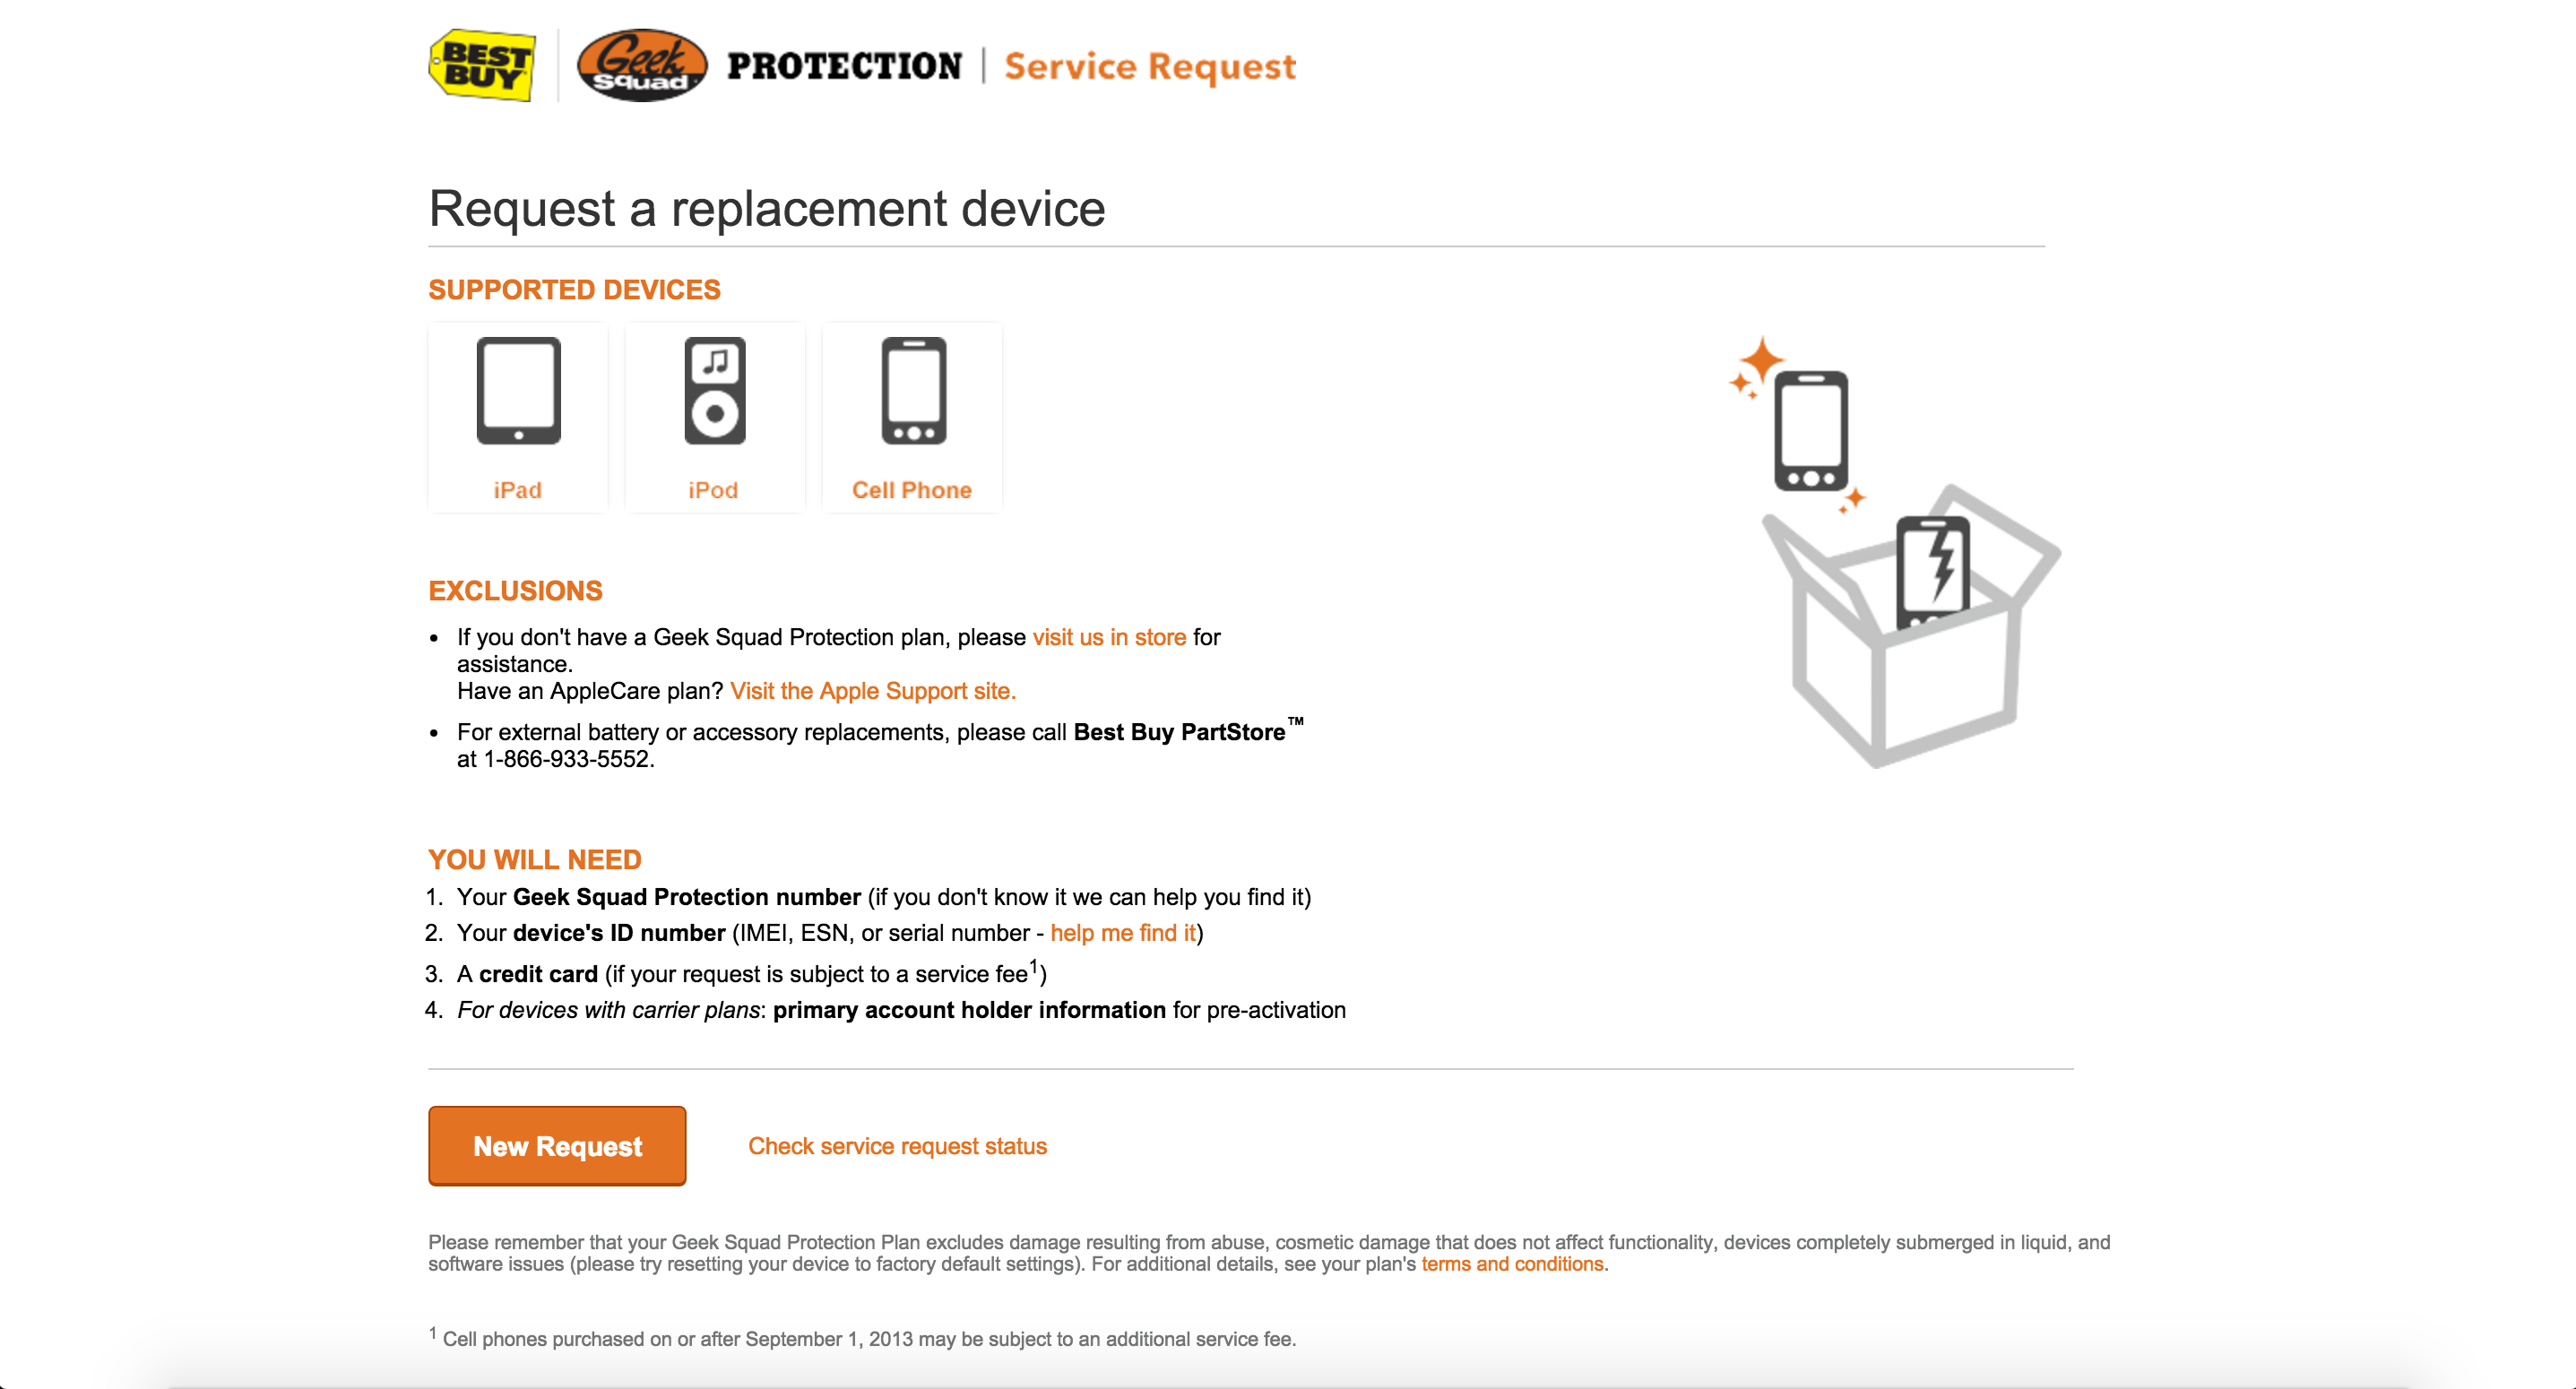 BEST BUY
Geek Squad PROTECTION | Service Request
Request a replacement device
SUPPORTED DEVICES
iPad
iPod
Cell Phone
EXCLUSIONS
• If you don't have a Geek Squad Protection plan, please visit us in store for
assistance.
Have an AppleCare plan? Visit the Apple Support site.
• For external battery or accessory replacements, please call Best Buy PartStore™
at 1-866-933-5552.
YOU WILL NEED
1. Your Geek Squad Protection number (if you don't know it we can help you find it)
2. Your device's ID number (IMEI, ESN, or serial number - help me find it)
3. A credit card (if your request is subject to a service fee¹)
4. For devices with carrier plans: primary account holder information for pre-activation
New Request
Check service request status
Please remember that your Geek Squad Protection Plan excludes damage resulting from abuse, cosmetic damage that does not affect functionality, devices completely submerged in liquid, and
software issues (please try resetting your device to factory default settings). For additional details, see your plan's terms and conditions.
¹ Cell phones purchased on or after September 1, 2013 may be subject to an additional service fee.